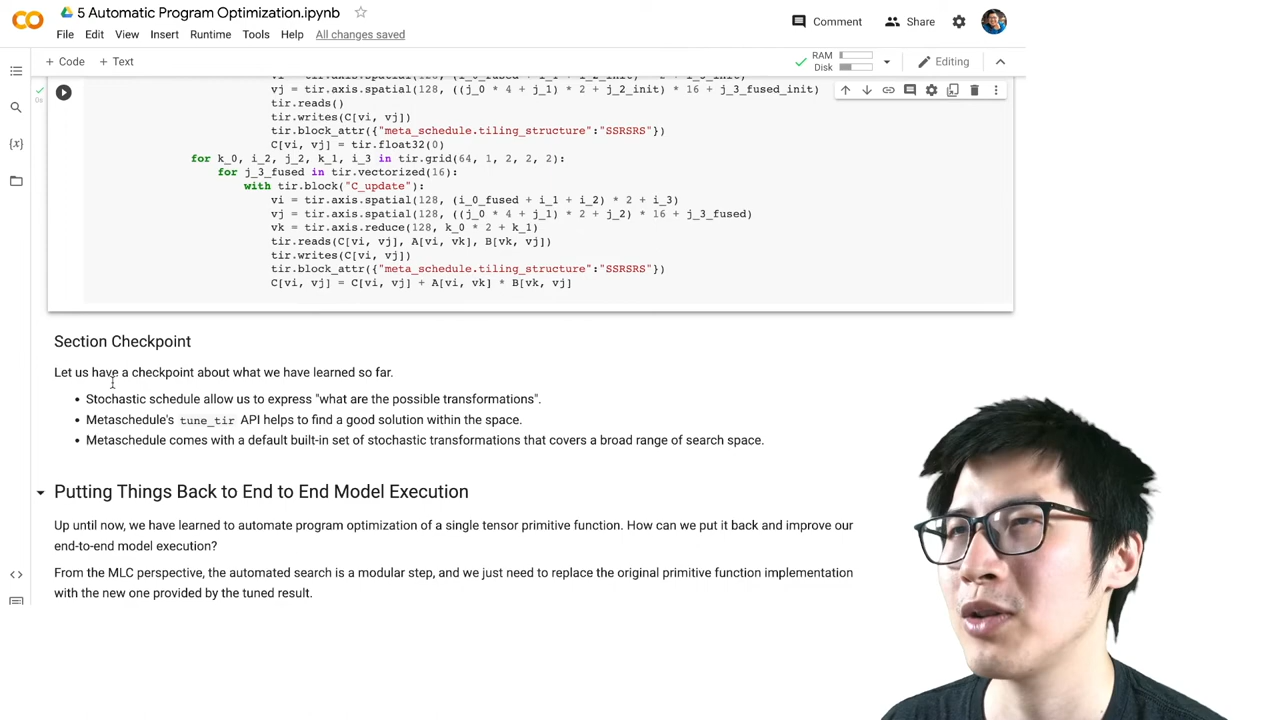 5 Automatic Program Optimization.ipynb
File Edit View Insert Runtime Tools Help All changes saved
Comment Share
+ Code + Text
RAM
Disk
Editing
vi = tir.axis.spatial(128, (i_0_fused + i_1 + i_2_init) * 2 + i_3_init)
vj = tir.axis.spatial(128, ((j_0 * 4 + j_1) * 2 + j_2_init) * 16 + j_3_fused_init)
tir.reads()
tir.writes(C[vi, vj])
tir.block_attr({"meta_schedule.tiling_structure":"SSRSRS"})
C[vi, vj] = tir.float32(0)
for k_0, i_2, j_2, k_1, i_3 in tir.grid(64, 1, 2, 2, 2):
for j_3_fused in tir.vectorized(16):
with tir.block("C_update"):
vi = tir.axis.spatial(128, (i_0_fused + i_1 + i_2) * 2 + i_3)
vj = tir.axis.spatial(128, ((j_0 * 4 + j_1) * 2 + j_2) * 16 + j_3_fused)
vk = tir.axis.reduce(128, k_0 * 2 + k_1)
tir.reads(C[vi, vj], A[vi, vk], B[vk, vj])
tir.writes(C[vi, vj])
tir.block_attr({"meta_schedule.tiling_structure":"SSRSRS"})
C[vi, vj] = C[vi, vj] + A[vi, vk] * B[vk, vj]
Section Checkpoint
Let us have a checkpoint about what we have learned so far.
• Stochastic schedule allow us to express "what are the possible transformations".
• Metaschedule's tune_tir API helps to find a good solution within the space.
• Metaschedule comes with a default built-in set of stochastic transformations that covers a broad range of search space.
Putting Things Back to End to End Model Execution
Up until now, we have learned to automate program optimization of a single tensor primitive function. How can we put it back and improve our
end-to-end model execution?
From the MLC perspective, the automated search is a modular step, and we just need to replace the original primitive function implementation
with the new one provided by the tuned result.